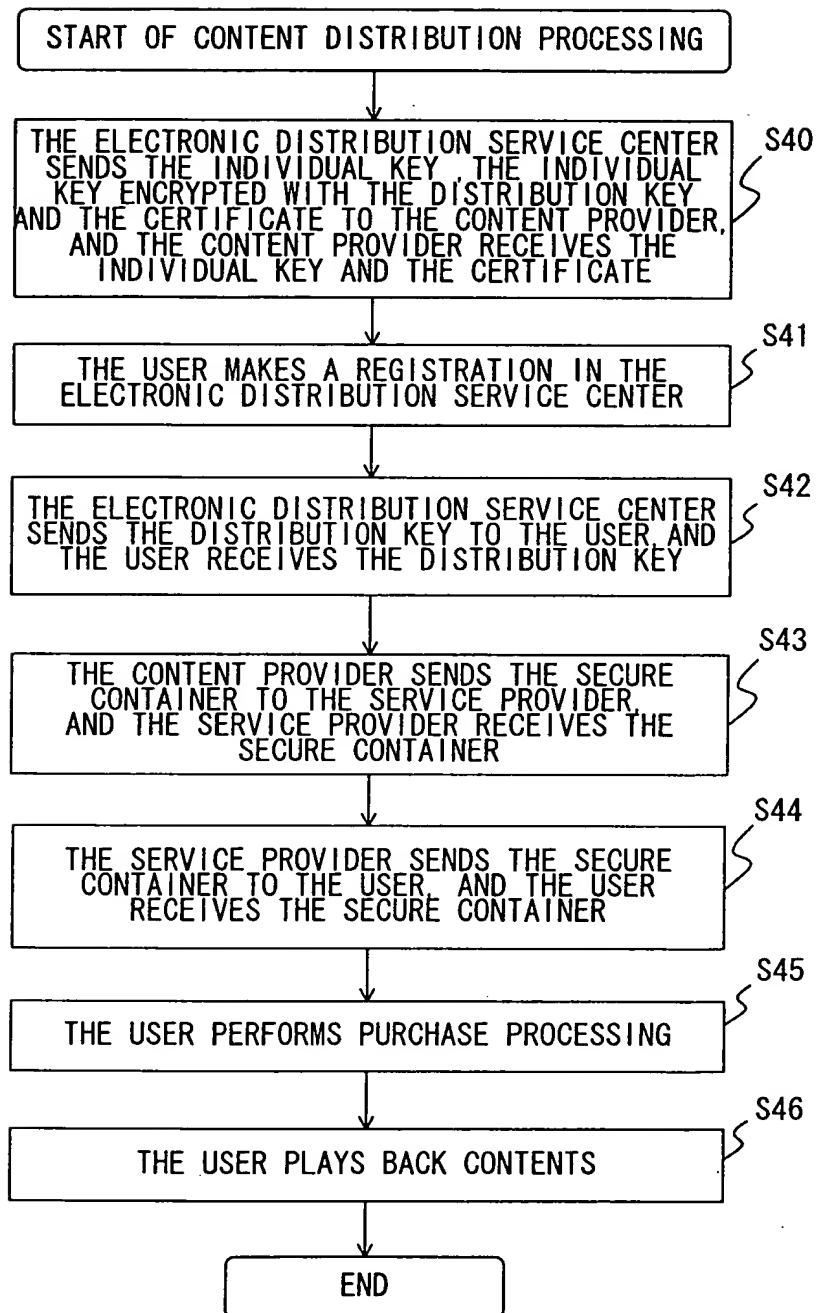 START OF CONTENT DISTRIBUTION PROCESSING
S40
THE ELECTRONIC DISTRIBUTION SERVICE CENTER
SENDS THE INDIVIDUAL KEY, THE INDIVIDUAL
KEY ENCRYPTED WITH THE DISTRIBUTION KEY
AND THE CERTIFICATE TO THE CONTENT PROVIDER,
AND THE CONTENT PROVIDER RECEIVES THE
INDIVIDUAL KEY AND THE CERTIFICATE
S41
THE USER MAKES A REGISTRATION IN THE
ELECTRONIC DISTRIBUTION SERVICE CENTER
S42
THE ELECTRONIC DISTRIBUTION SERVICE CENTER
SENDS THE DISTRIBUTION KEY TO THE USER, AND
THE USER RECEIVES THE DISTRIBUTION KEY
S43
THE CONTENT PROVIDER SENDS THE SECURE
CONTAINER TO THE SERVICE PROVIDER,
AND THE SERVICE PROVIDER RECEIVES THE
SECURE CONTAINER
S44
THE SERVICE PROVIDER SENDS THE SECURE
CONTAINER TO THE USER, AND THE USER
RECEIVES THE SECURE CONTAINER
S45
THE USER PERFORMS PURCHASE PROCESSING
S46
THE USER PLAYS BACK CONTENTS
END